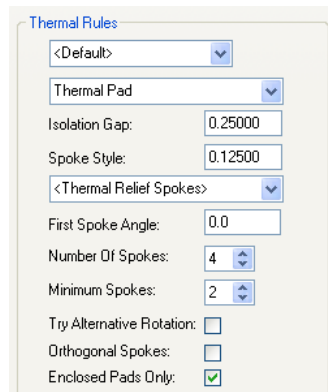 Thermal Rules
<Default>
Thermal Pad
Isolation Gap: 0.25000
Spoke Style: 0.12500
<Thermal Relief Spokes>
First Spoke Angle: 0.0
Number Of Spokes: 4
Minimum Spokes: 2
Try Alternative Rotation:
Orthogonal Spokes:
Enclosed Pads Only: